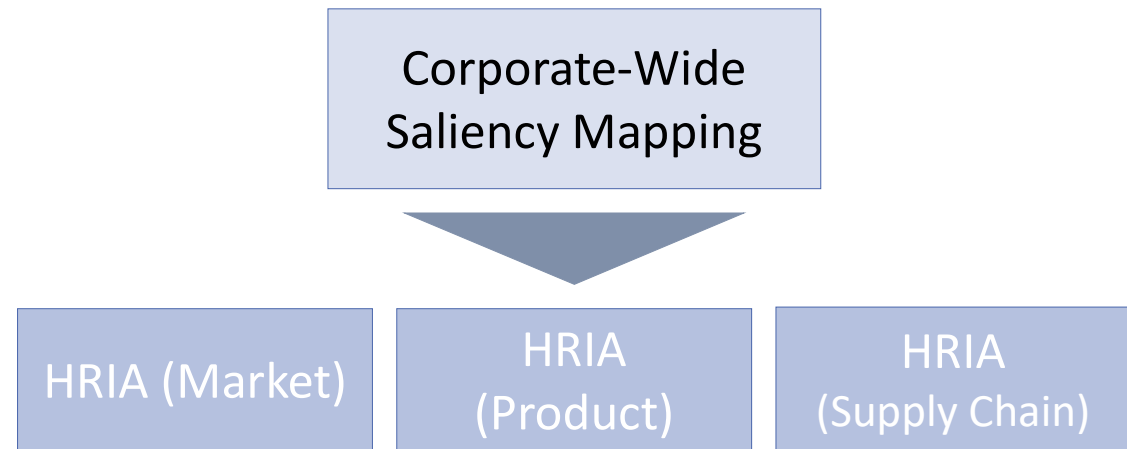 Corporate-Wide
Saliency Mapping
HRIA (Market)
HRIA
(Product)
HRIA
(Supply Chain)